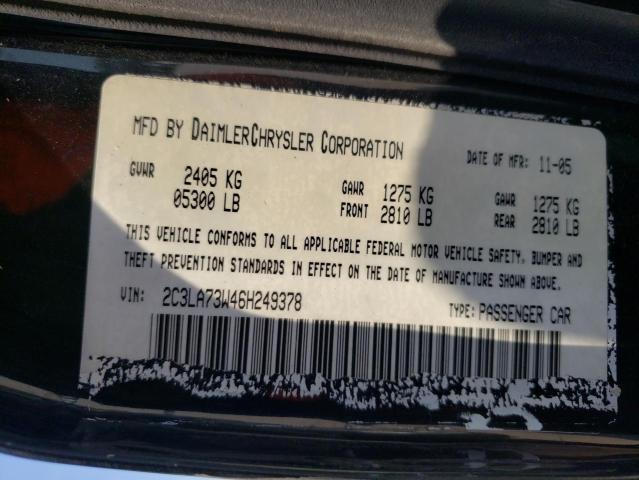 MFD BY DAIMLERCHRYSLER CORPORATION DATE OF MFR: 11-05
GVWR 2405 KG GAWR 1275 KG GAWR 1275 KG
05300 LB FRONT 2810 LB REAR 2810 LB
THIS VEHICLE CONFORMS TO ALL APPLICABLE FEDERAL MOTOR VEHICLE SAFETY, BUMPER AND
THEFT PREVENTION STANDARDS IN EFFECT ON THE DATE OF MANUFACTURE SHOWN ABOVE.
VIN: 2C3LA73W46H249378 TYPE: PASSENGER CAR